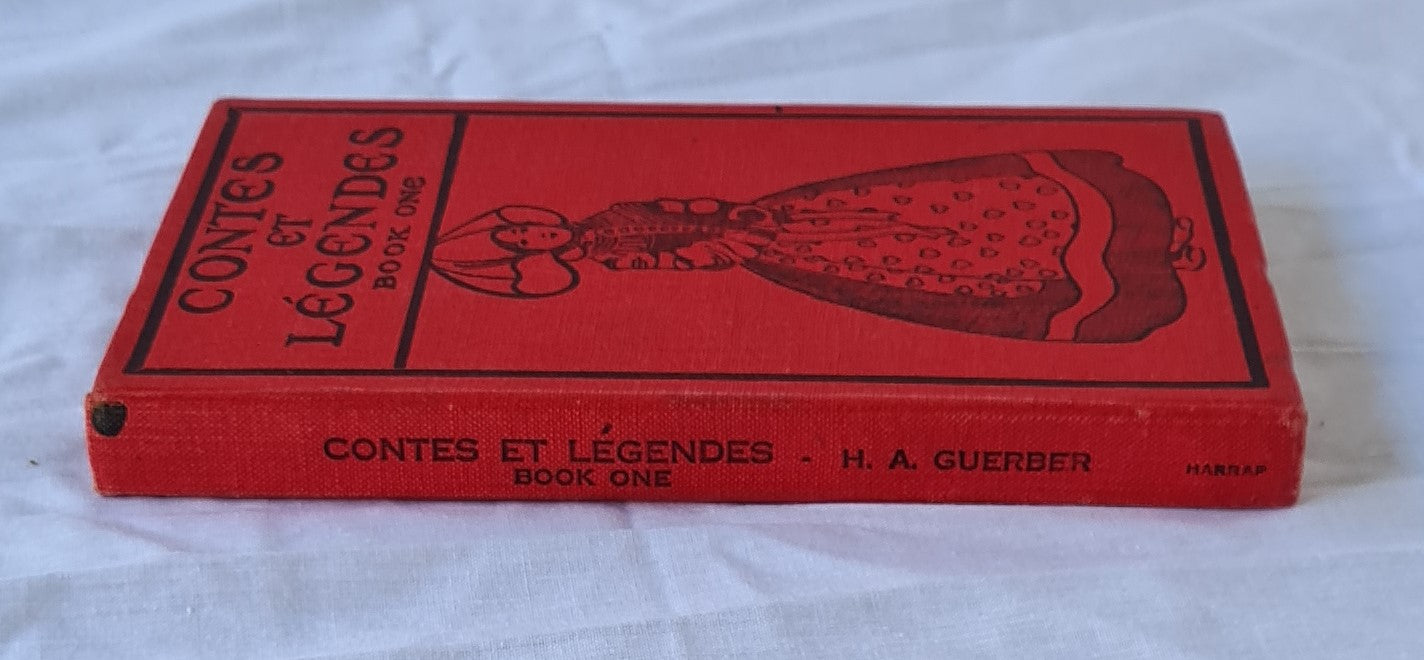 CONTES
ET
LÉGENDES
BOOK ONE
CONTES ET LÉGENDES - H. A. GUERBER
BOOK ONE
HARRAP